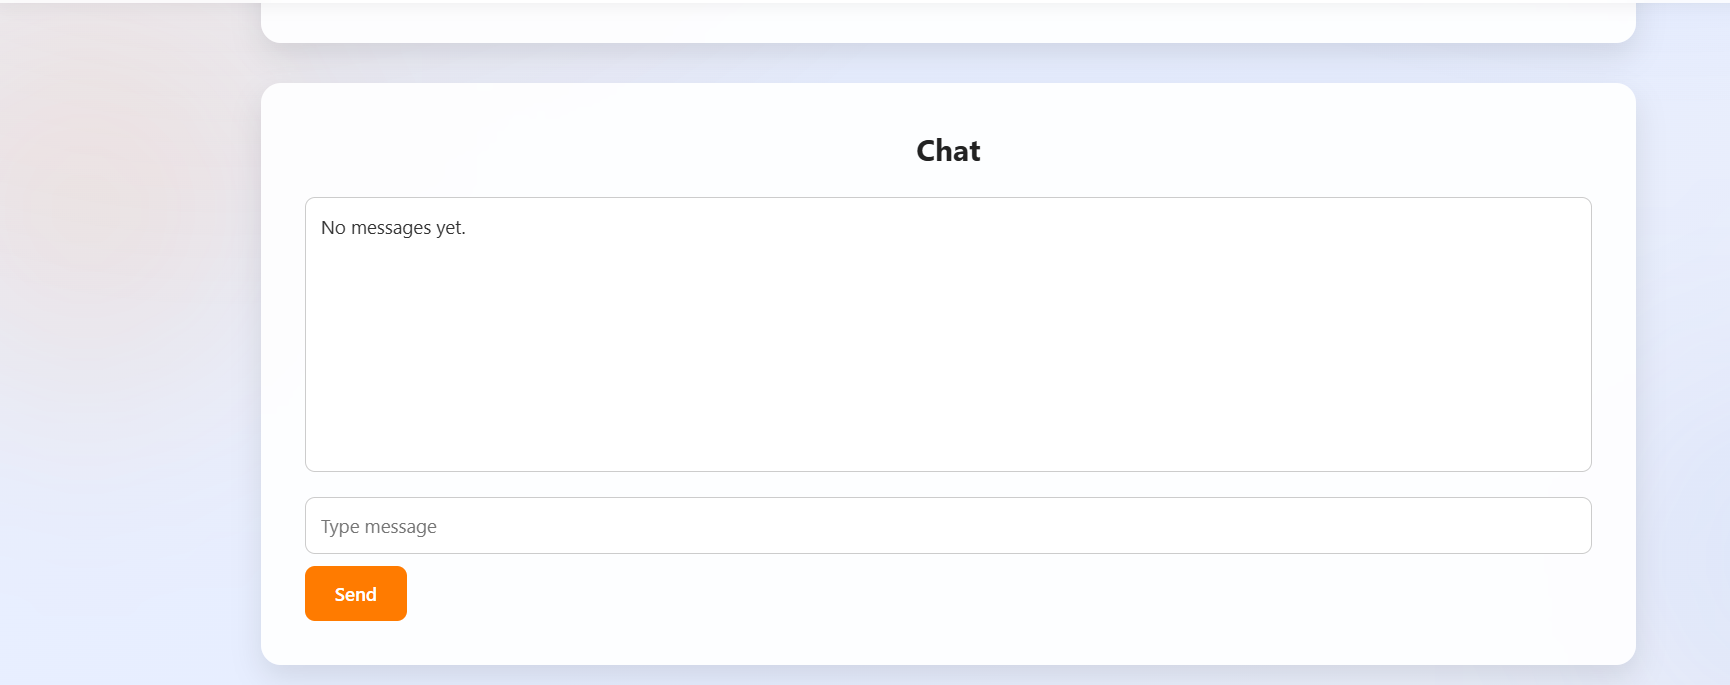 Chat
No messages yet.
Type message
Send